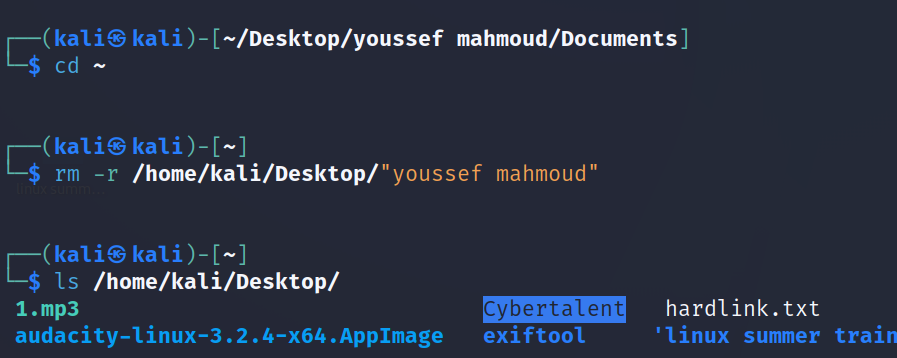 ┌──(kali㉿kali)-[~/Desktop/youssef mahmoud/Documents]
└─$ cd ~
┌──(kali㉿kali)-[~]
└─$ rm -r /home/kali/Desktop/"youssef mahmoud"
┌──(kali㉿kali)-[~]
└─$ ls /home/kali/Desktop/
1.mp3 Cybertalent hardlink.txt
audacity-linux-3.2.4-x64.AppImage exiftool 'linux summer